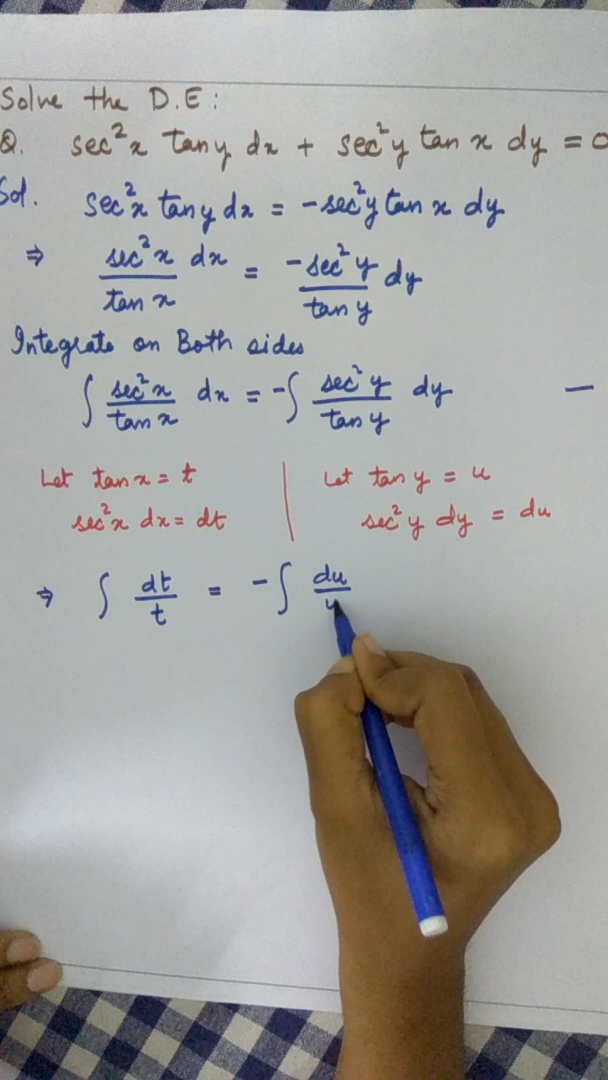 Solve the D.E:
Q. sec²x tany dx + sec²y tan x dy = 0
Sol. sec²x tany dx = -sec²y tan x dy
⇒ sec²x/tan x dx = -sec²y/tan y dy
Integrate on Both sides
∫ sec²x/tan x dx = -∫ sec²y/tan y dy —
Let tan x = t | Let tan y = u
sec²x dx = dt | sec²y dy = du
⇒ ∫ dt/t = -∫ du/u